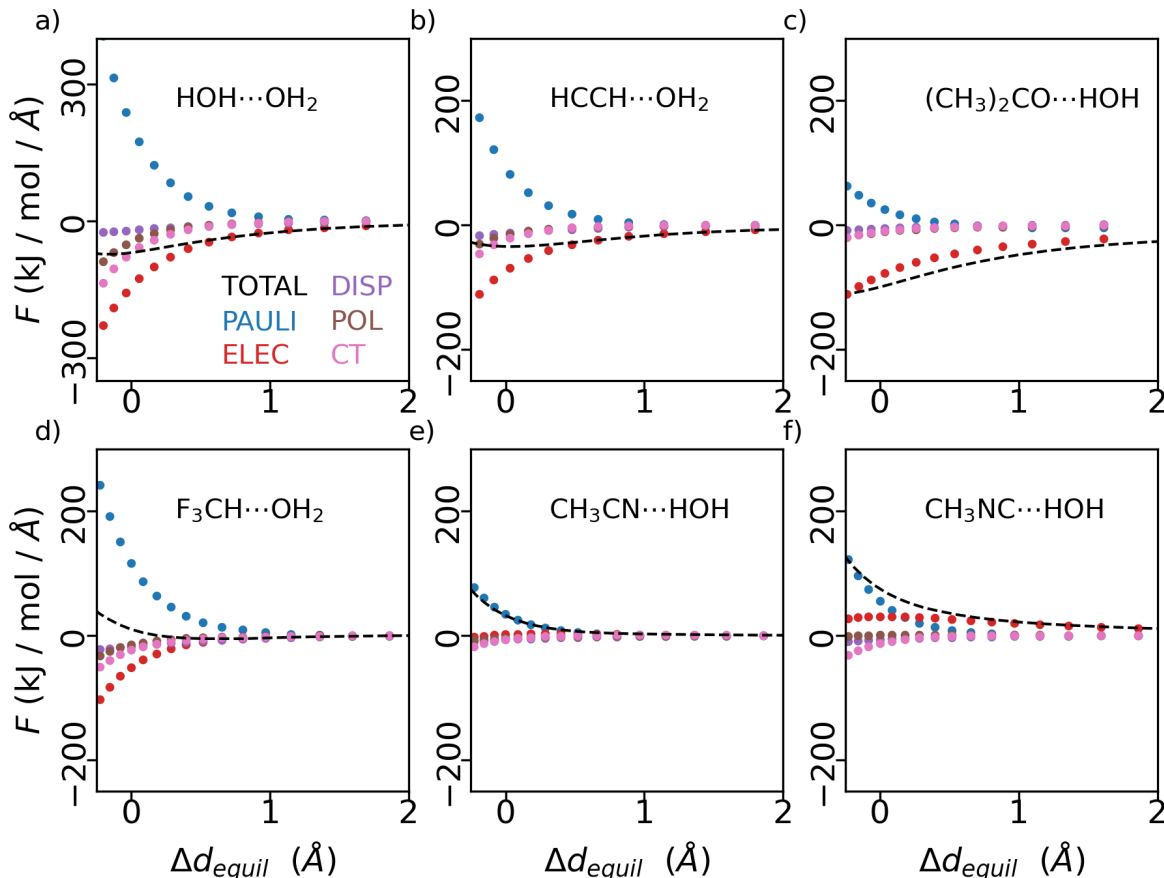 a)
b)
c)
HOH···OH₂
HCCH···OH₂
(CH₃)₂CO···HOH
F (kJ / mol / Å)
300
0
−300
200
0
−200
200
0
−200
TOTAL DISP
PAULI POL
ELEC CT
0 1 2
0 1 2
0 1 2
d)
e)
f)
F₃CH···OH₂
CH₃CN···HOH
CH₃NC···HOH
F (kJ / mol / Å)
200
0
−200
200
0
−200
200
0
−200
0 1 2
0 1 2
0 1 2
Δd_equil (Å)
Δd_equil (Å)
Δd_equil (Å)